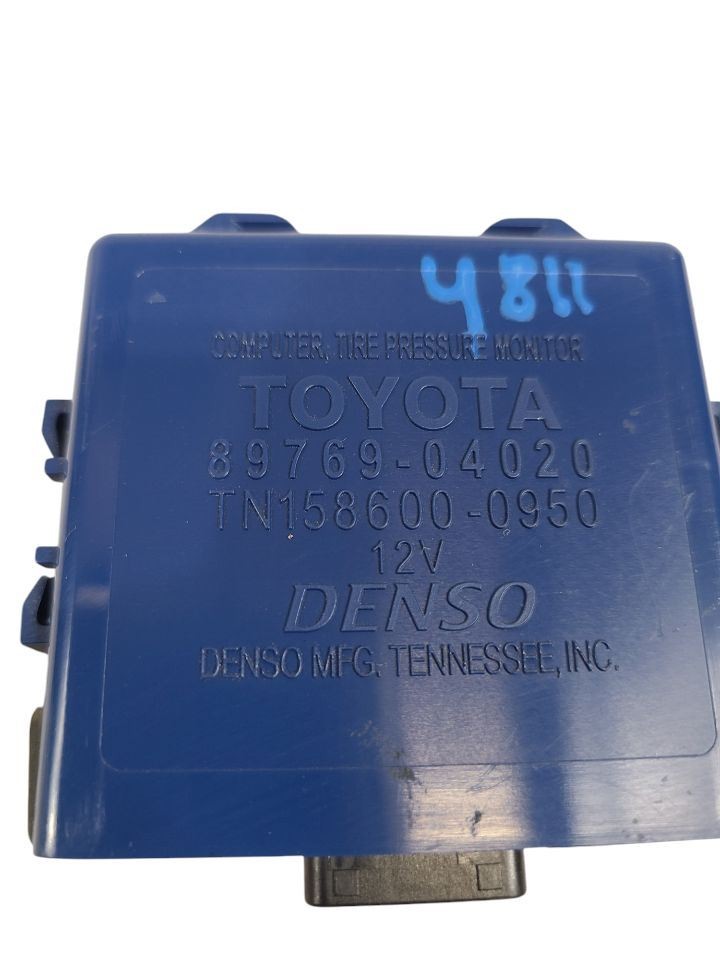 4811
COMPUTER, TIRE PRESSURE MONITOR
TOYOTA
89769-04020
TN158600-0950
12V
DENSO
DENSO MFG. TENNESSEE, INC.